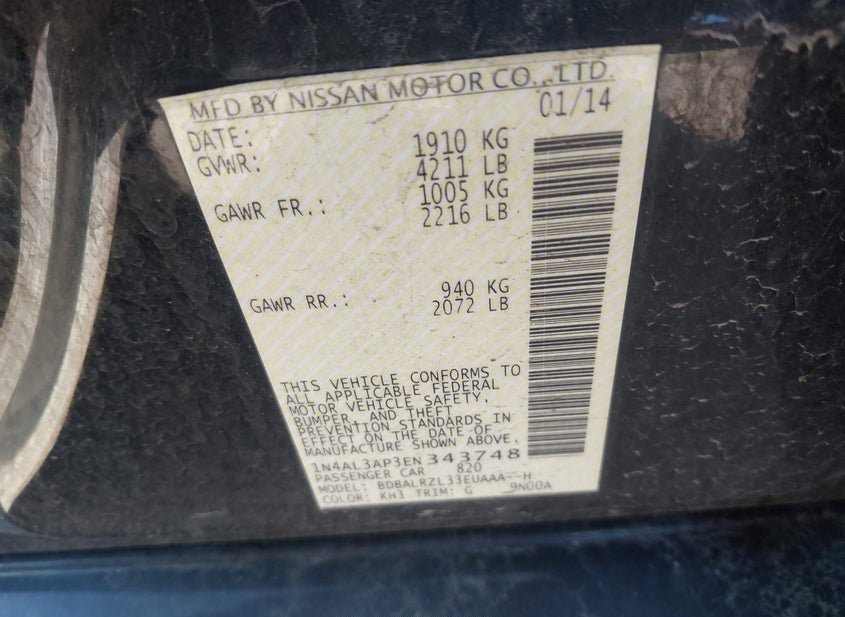 MFD BY NISSAN MOTOR CO., LTD.
DATE: 01/14
GVWR: 1910 KG
4211 LB
GAWR FR.: 1005 KG
2216 LB
GAWR RR.: 940 KG
2072 LB
THIS VEHICLE CONFORMS TO
ALL APPLICABLE FEDERAL
MOTOR VEHICLE SAFETY,
BUMPER, AND THEFT
PREVENTION STANDARDS IN
EFFECT ON THE DATE OF
MANUFACTURE SHOWN ABOVE.
1N4AL3AP3EN343748
PASSENGER CAR 820
MODEL: BDBALRZL33EUAAA--H
COLOR: KH3 TRIM: G 9N00A